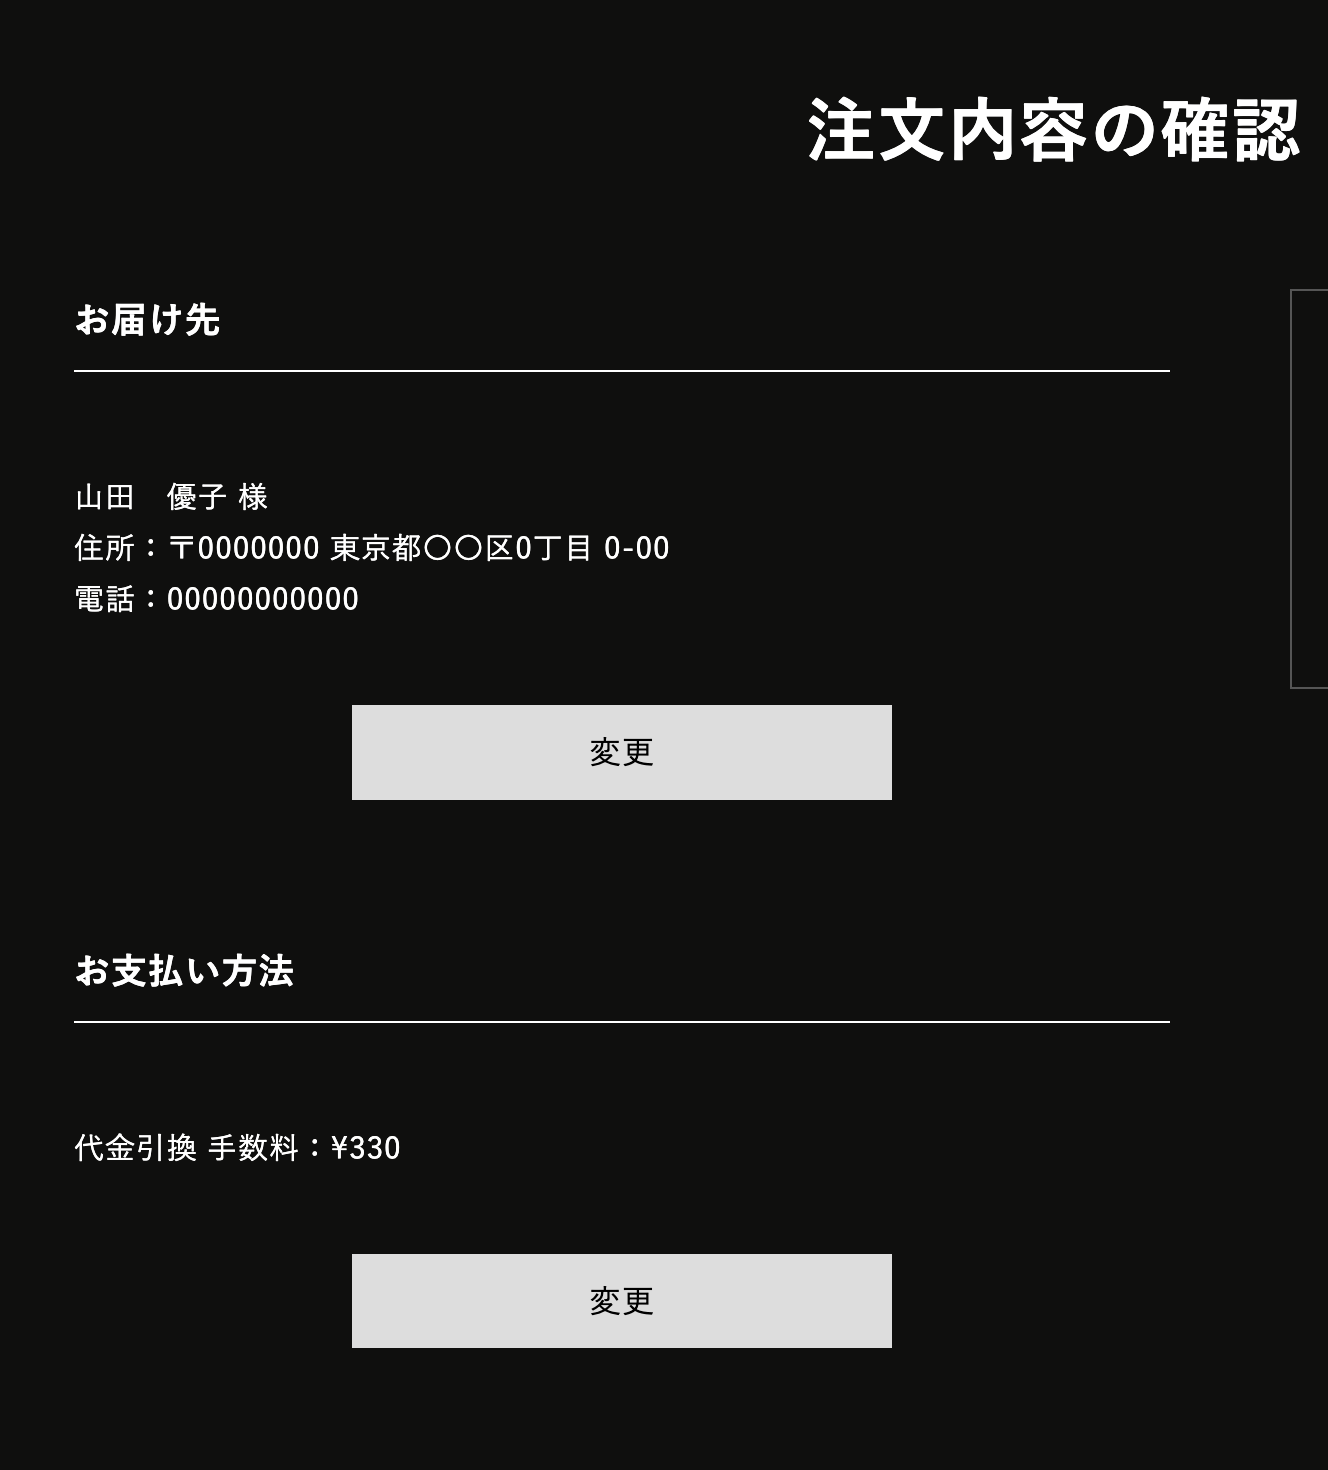 注文内容の確認
お届け先
山田　優子 様
住所：〒0000000 東京都〇〇区0丁目 0-00
電話：00000000000
変更
お支払い方法
代金引換 手数料：¥330
変更